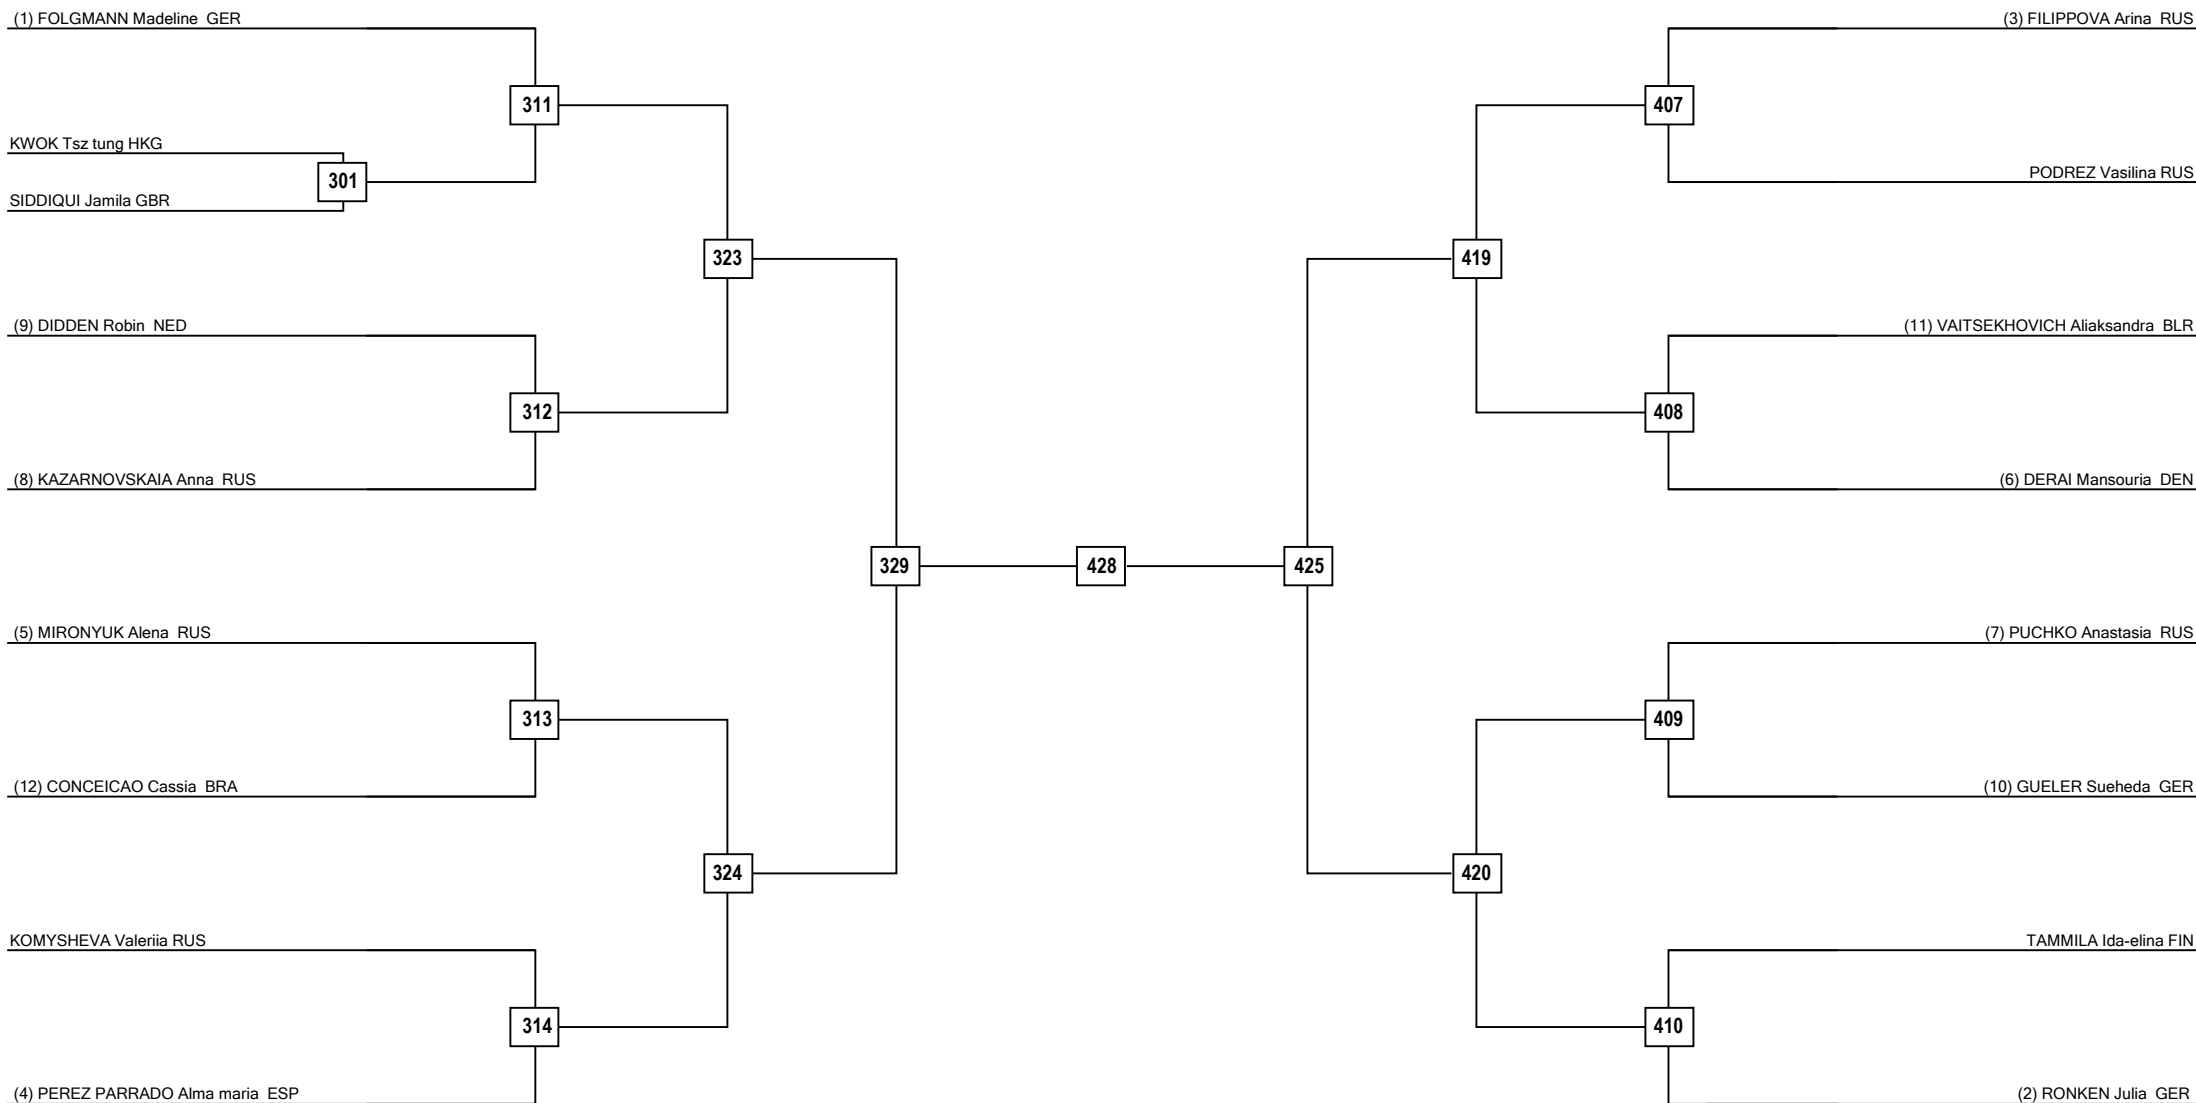 (1) FOLGMANN Madeline GER
(3) FILIPPOVA Arina RUS
311
407
KWOK Tsz tung HKG
301
SIDDIQUI Jamila GBR
PODREZ Vasilina RUS
323
419
(9) DIDDEN Robin NED
(11) VAITSEKHOVICH Aliaksandra BLR
312
408
(8) KAZARNOVSKAIA Anna RUS
(6) DERAI Mansouria DEN
329
428
425
(5) MIRONYUK Alena RUS
(7) PUCHKO Anastasia RUS
313
409
(12) CONCEICAO Cassia BRA
(10) GUELER Sueheda GER
324
420
KOMYSHEVA Valeriia RUS
TAMMILA Ida-elina FIN
314
410
(4) PEREZ PARRADO Alma maria ESP
(2) RONKEN Julia GER